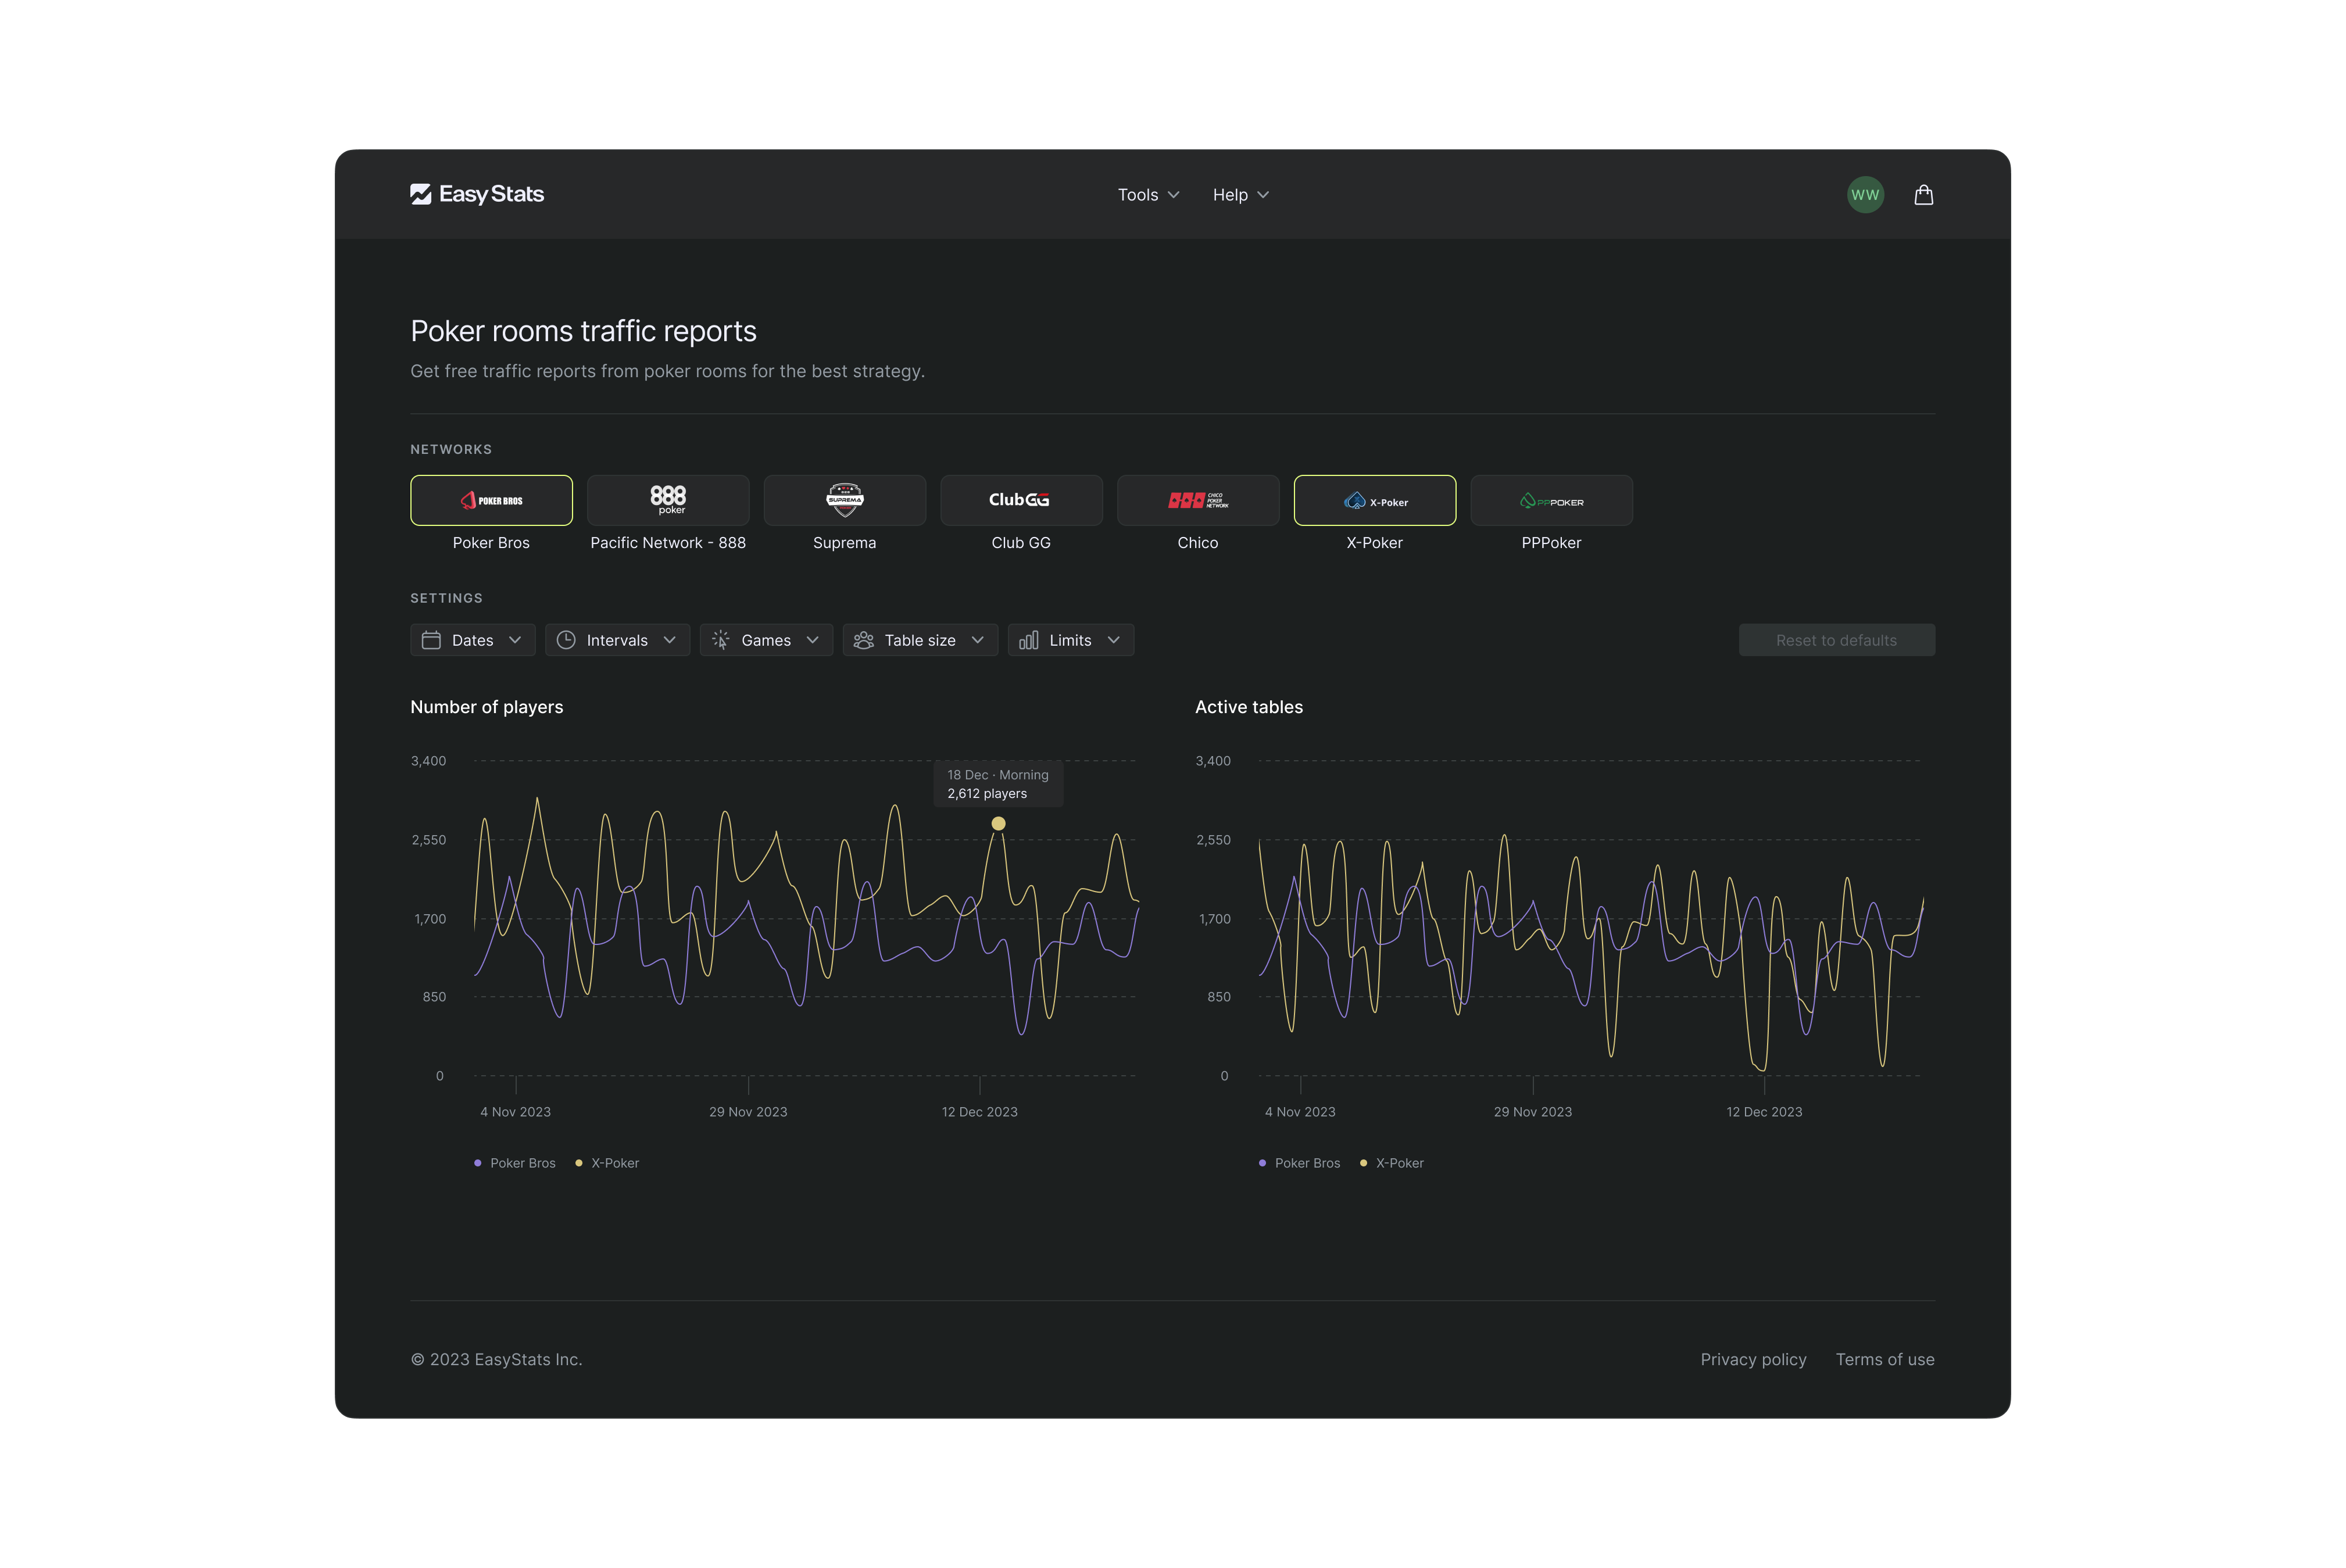 Easy Stats
Tools
Help
WW
Poker rooms traffic reports
Get free traffic reports from poker rooms for the best strategy.
NETWORKS
POKER BROS
888 poker
SUPREMA
ClubGG
CHICO POKER NETWORK
X-Poker
PPPOKER
Poker Bros
Pacific Network - 888
Suprema
Club GG
Chico
X-Poker
PPPoker
SETTINGS
Dates
Intervals
Games
Table size
Limits
Reset to defaults
Number of players
3,400
2,550
1,700
850
0
18 Dec · Morning
2,612 players
4 Nov 2023
29 Nov 2023
12 Dec 2023
Poker Bros
X-Poker
Active tables
3,400
2,550
1,700
850
0
4 Nov 2023
29 Nov 2023
12 Dec 2023
Poker Bros
X-Poker
© 2023 EasyStats Inc.
Privacy policy
Terms of use